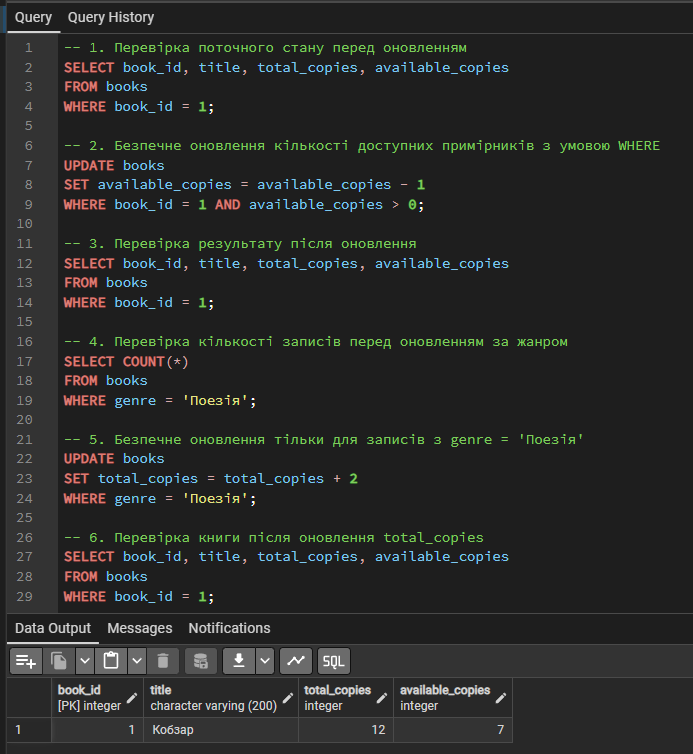 Query Query History
1 -- 1. Перевірка поточного стану перед оновленням
2 SELECT book_id, title, total_copies, available_copies
3 FROM books
4 WHERE book_id = 1;
5
6 -- 2. Безпечне оновлення кількості доступних примірників з умовою WHERE
7 UPDATE books
8 SET available_copies = available_copies - 1
9 WHERE book_id = 1 AND available_copies > 0;
10
11 -- 3. Перевірка результату після оновлення
12 SELECT book_id, title, total_copies, available_copies
13 FROM books
14 WHERE book_id = 1;
15
16 -- 4. Перевірка кількості записів перед оновленням за жанром
17 SELECT COUNT(*)
18 FROM books
19 WHERE genre = 'Поезія';
20
21 -- 5. Безпечне оновлення тільки для записів з genre = 'Поезія'
22 UPDATE books
23 SET total_copies = total_copies + 2
24 WHERE genre = 'Поезія';
25
26 -- 6. Перевірка книги після оновлення total_copies
27 SELECT book_id, title, total_copies, available_copies
28 FROM books
29 WHERE book_id = 1;
Data Output Messages Notifications
SQL
book_id title total_copies available_copies
[PK] integer character varying (200) integer integer
1 1 Кобзар 12 7